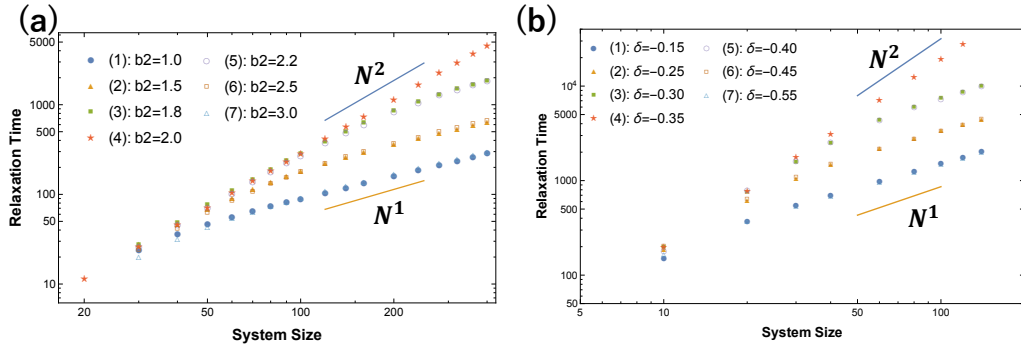 (a)
(1): b2=1.0
(2): b2=1.5
(3): b2=1.8
(4): b2=2.0
(5): b2=2.2
(6): b2=2.5
(7): b2=3.0
N²
N¹
Relaxation Time
5000
1000
500
100
50
10
20
50
100
200
System Size
(b)
(1): δ=-0.15
(2): δ=-0.25
(3): δ=-0.30
(4): δ=-0.35
(5): δ=-0.40
(6): δ=-0.45
(7): δ=-0.55
N²
N¹
Relaxation Time
10⁴
5000
1000
500
100
50
5
10
50
100
System Size